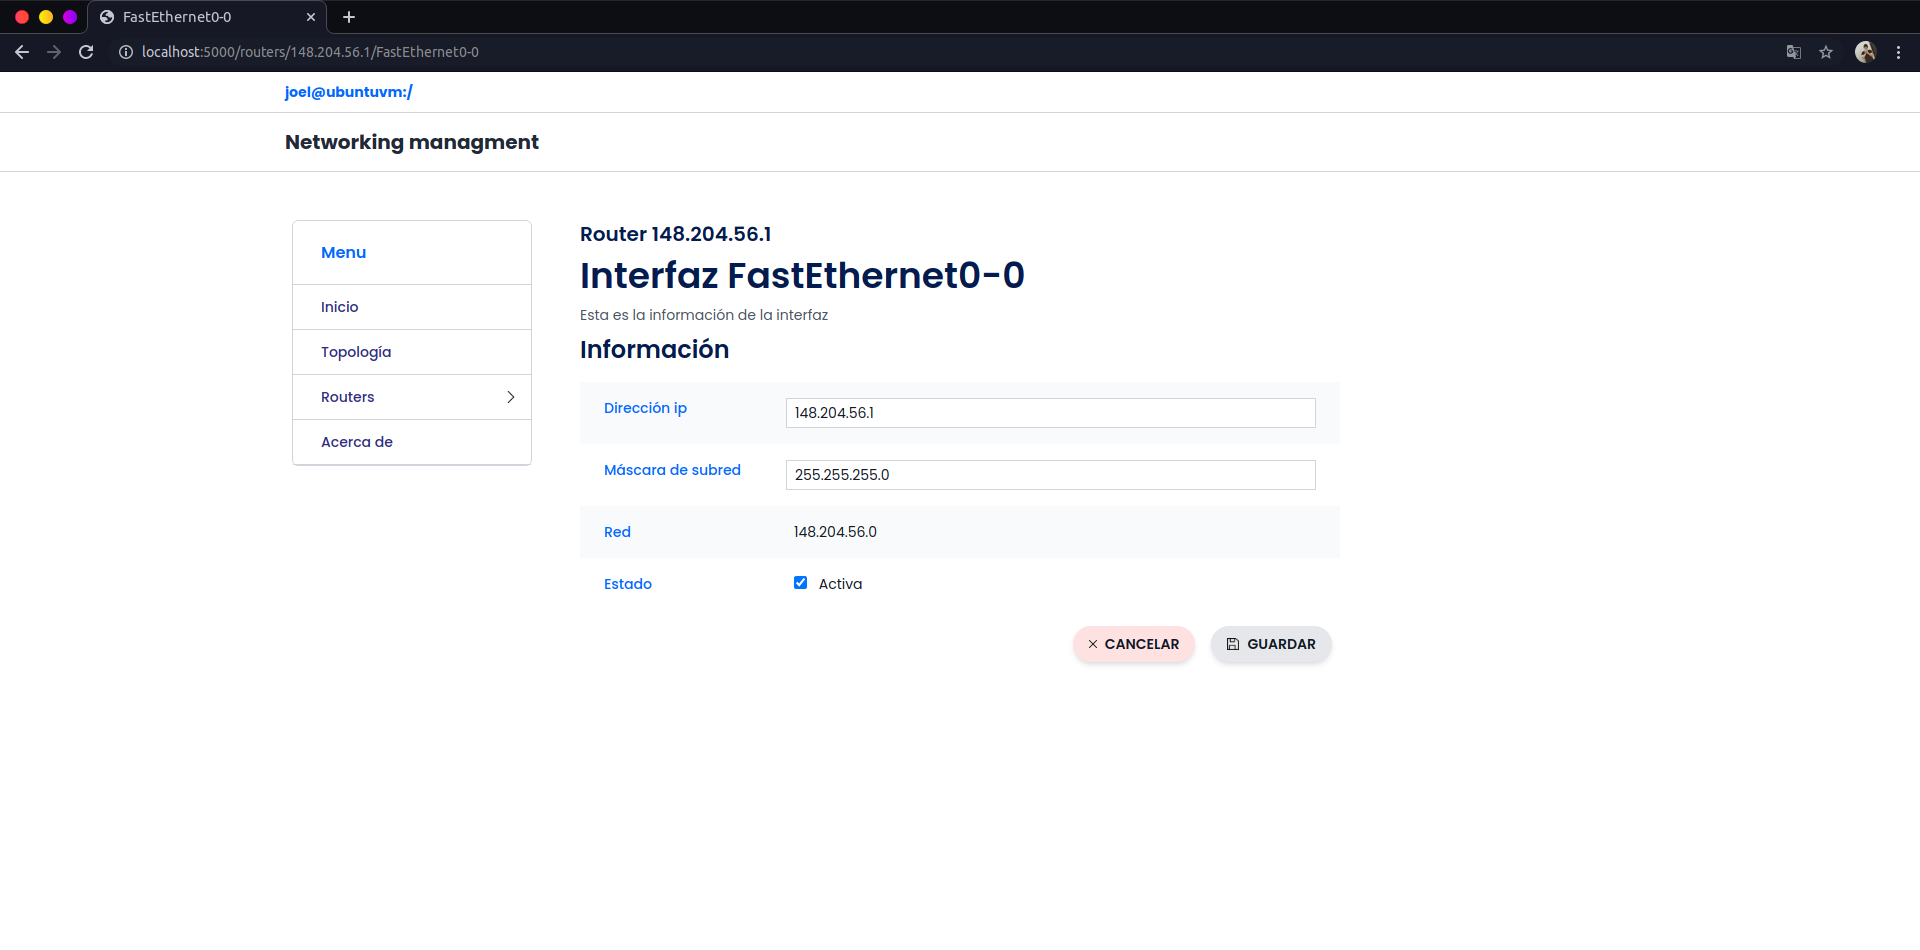 FastEthernet0-0
localhost:5000/routers/148.204.56.1/FastEthernet0-0
joel@ubuntuvm:/
Networking managment
Menu
Inicio
Topología
Routers
Acerca de
Router 148.204.56.1
Interfaz FastEthernet0-0
Esta es la información de la interfaz
Información
Dirección ip 148.204.56.1
Máscara de subred 255.255.255.0
Red 148.204.56.0
Estado Activa
CANCELAR GUARDAR